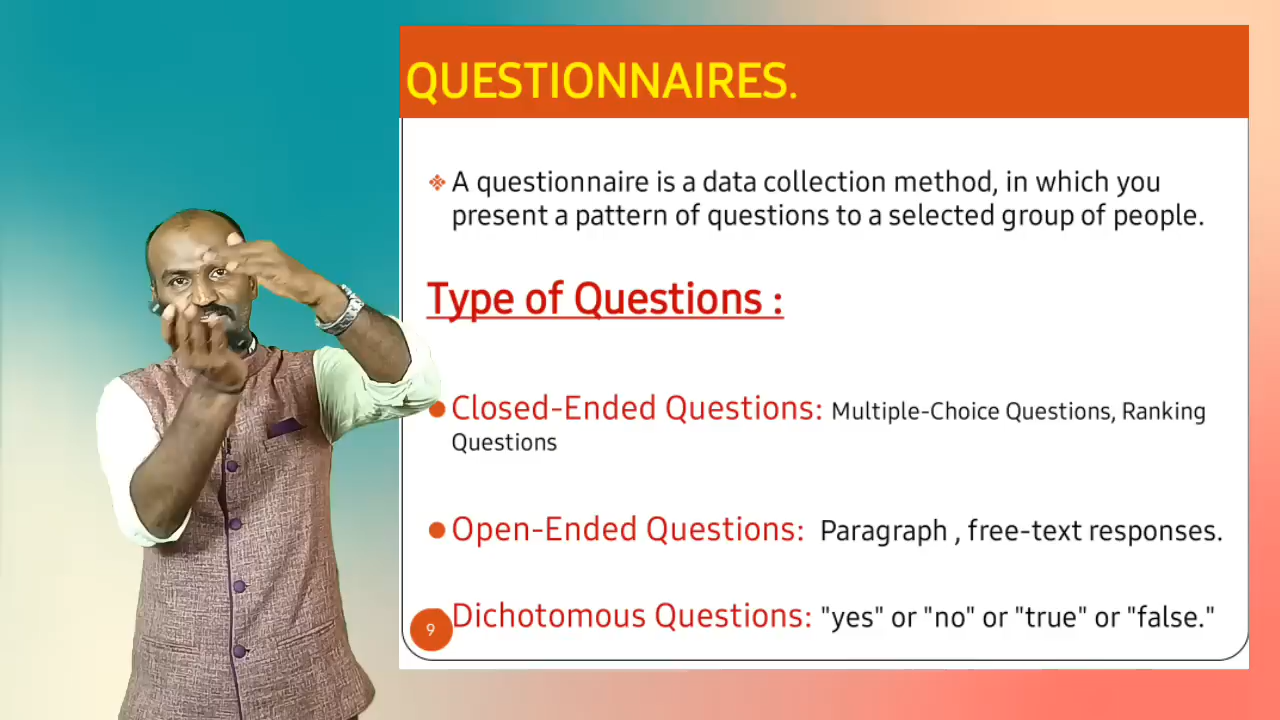 QUESTIONNAIRES.
A questionnaire is a data collection method, in which you
present a pattern of questions to a selected group of people.
Type of Questions :
Closed-Ended Questions: Multiple-Choice Questions, Ranking
Questions
Open-Ended Questions: Paragraph , free-text responses.
Dichotomous Questions: "yes" or "no" or "true" or "false."
9